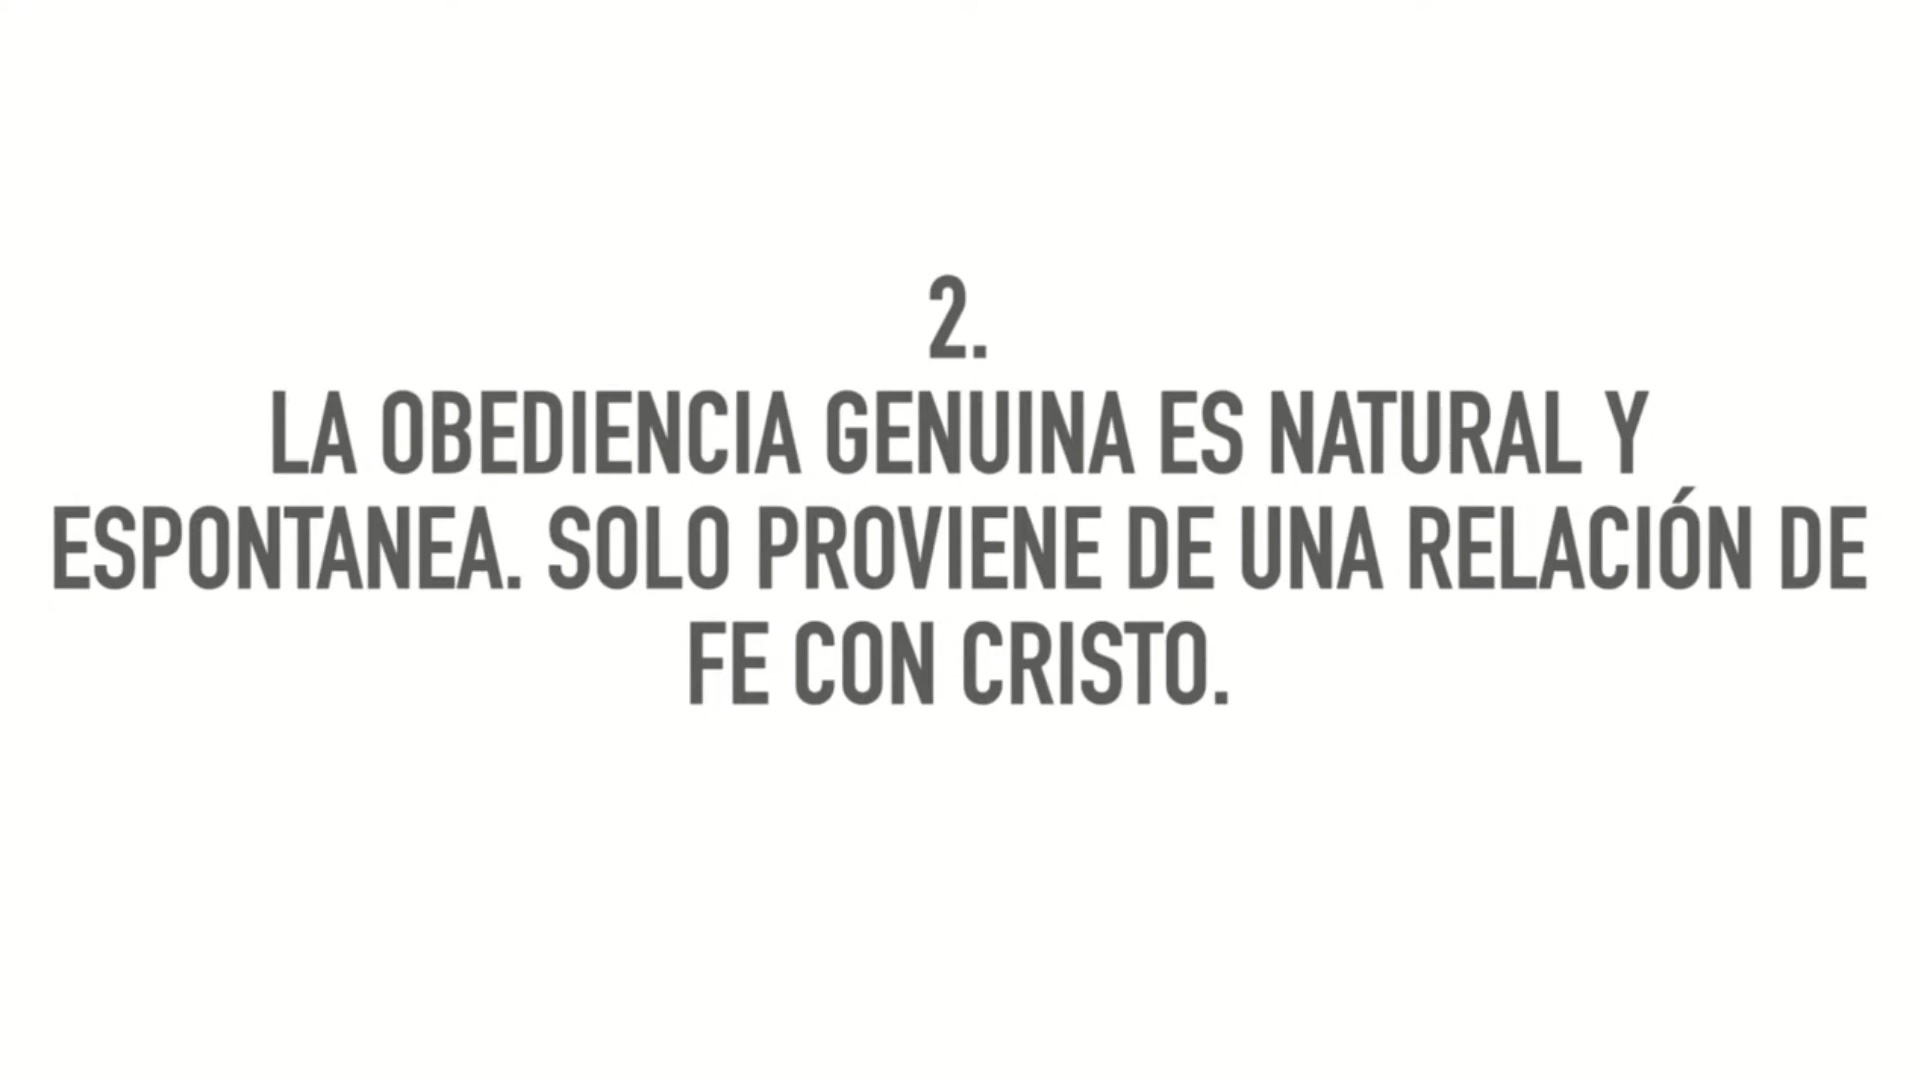 2.
LA OBEDIENCIA GENUINA ES NATURAL Y
ESPONTANEA. SOLO PROVIENE DE UNA RELACIÓN DE
FE CON CRISTO.